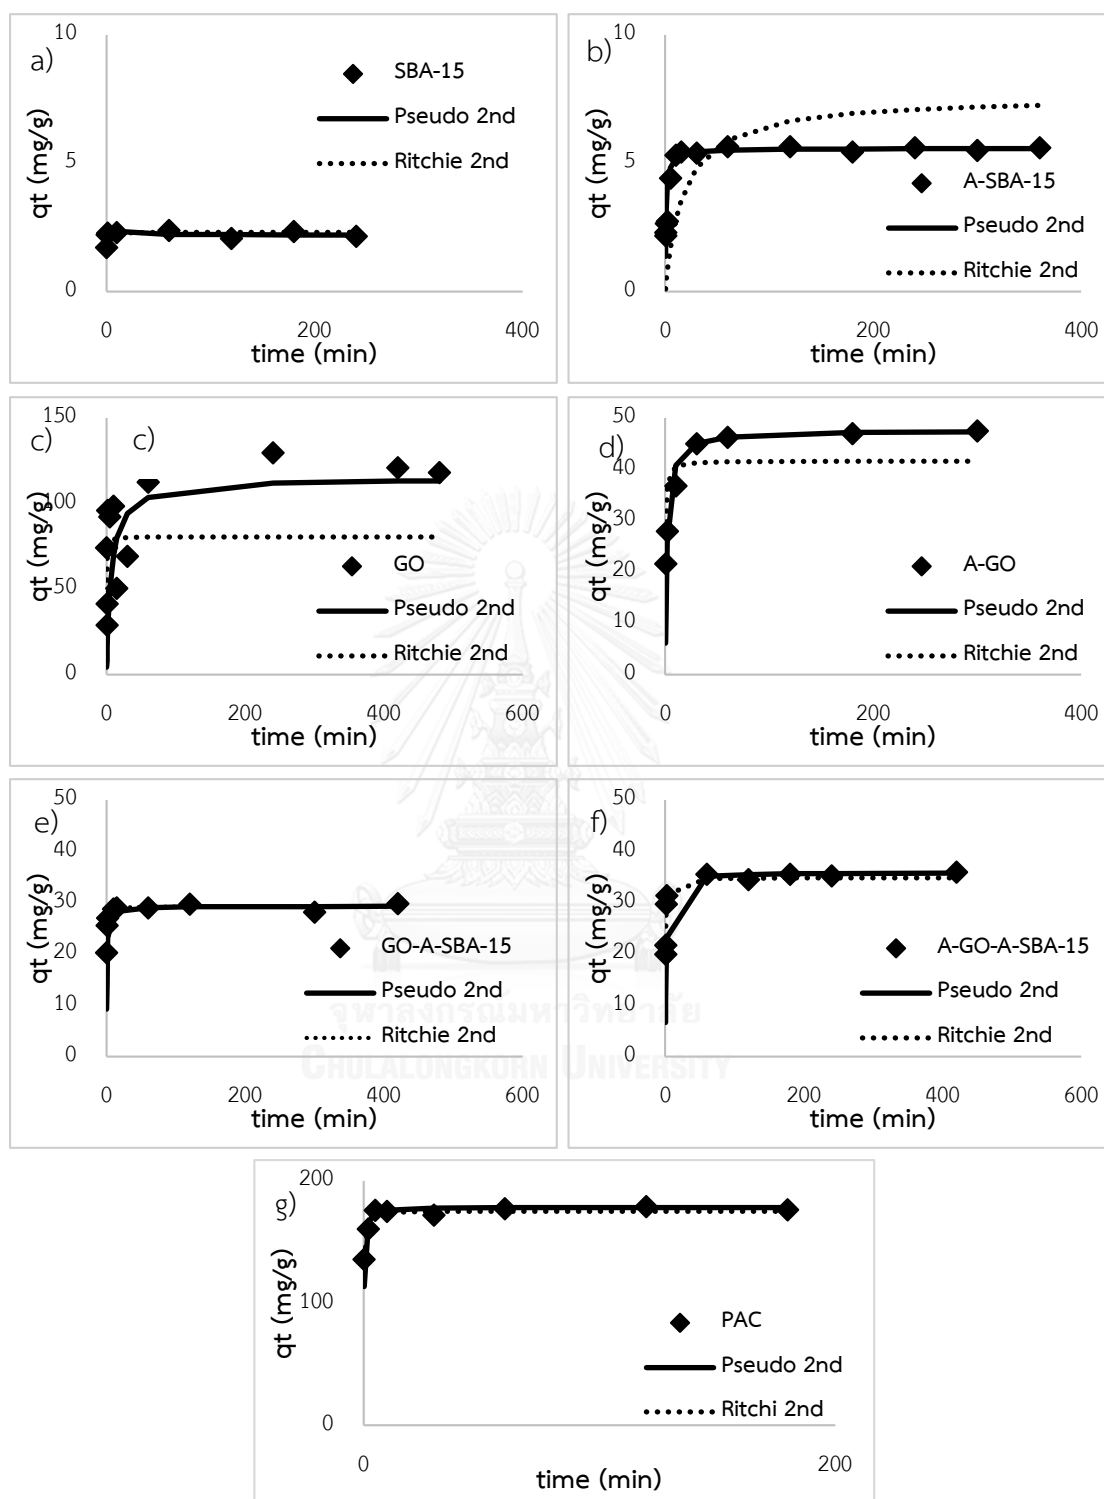 a)
10
5
0
qt (mg/g)
SBA-15
Pseudo 2nd
Ritchie 2nd
0 200 400
time (min)
b)
10
5
0
qt (mg/g)
A-SBA-15
Pseudo 2nd
Ritchie 2nd
0 200 400
time (min)
c) c)
150
100
50
0
qt (mg/g)
GO
Pseudo 2nd
Ritchie 2nd
0 200 400 600
time (min)
d)
50
40
30
20
10
0
qt (mg/g)
A-GO
Pseudo 2nd
Ritchie 2nd
0 200 400
time (min)
e)
50
40
30
20
10
0
qt (mg/g)
GO-A-SBA-15
Pseudo 2nd
Ritchie 2nd
0 200 400 600
time (min)
f)
50
40
30
20
10
0
qt (mg/g)
A-GO-A-SBA-15
Pseudo 2nd
Ritchie 2nd
0 200 400 600
time (min)
จุฬาลงกรณ์มหาวิทยาลัย
CHULALONGKORN UNIVERSITY
g)
200
100
0
qt (mg/g)
PAC
Pseudo 2nd
Ritchi 2nd
0 200
time (min)